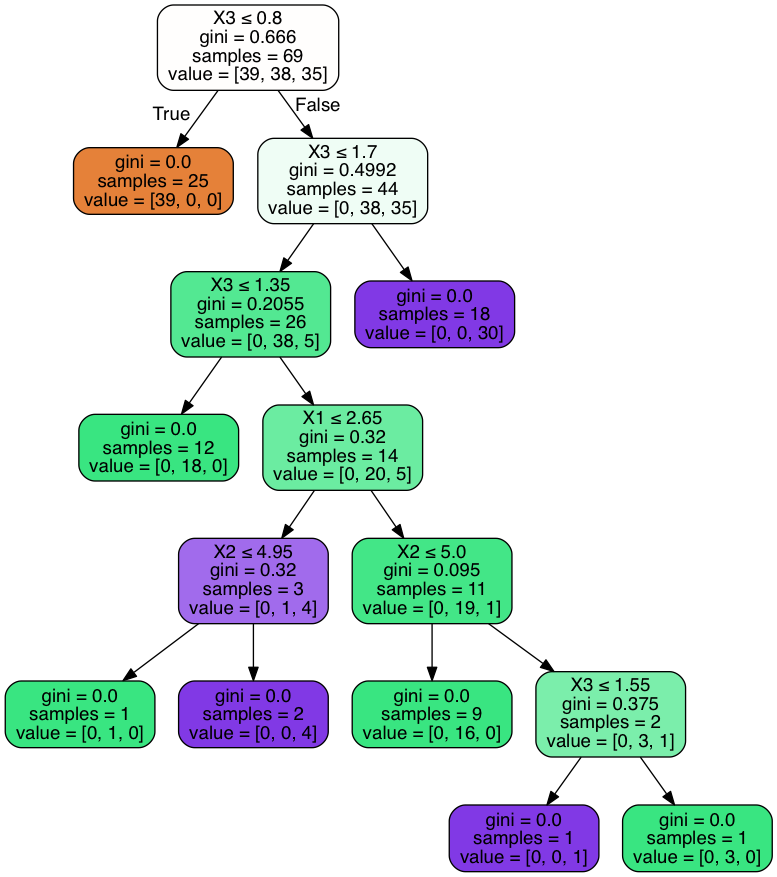 X3 ≤ 0.8
gini = 0.666
samples = 69
value = [39, 38, 35]
True
False
gini = 0.0
samples = 25
value = [39, 0, 0]
X3 ≤ 1.7
gini = 0.4992
samples = 44
value = [0, 38, 35]
X3 ≤ 1.35
gini = 0.2055
samples = 26
value = [0, 38, 5]
gini = 0.0
samples = 18
value = [0, 0, 30]
gini = 0.0
samples = 12
value = [0, 18, 0]
X1 ≤ 2.65
gini = 0.32
samples = 14
value = [0, 20, 5]
X2 ≤ 4.95
gini = 0.32
samples = 3
value = [0, 1, 4]
X2 ≤ 5.0
gini = 0.095
samples = 11
value = [0, 19, 1]
gini = 0.0
samples = 1
value = [0, 1, 0]
gini = 0.0
samples = 2
value = [0, 0, 4]
gini = 0.0
samples = 9
value = [0, 16, 0]
X3 ≤ 1.55
gini = 0.375
samples = 2
value = [0, 3, 1]
gini = 0.0
samples = 1
value = [0, 0, 1]
gini = 0.0
samples = 1
value = [0, 3, 0]